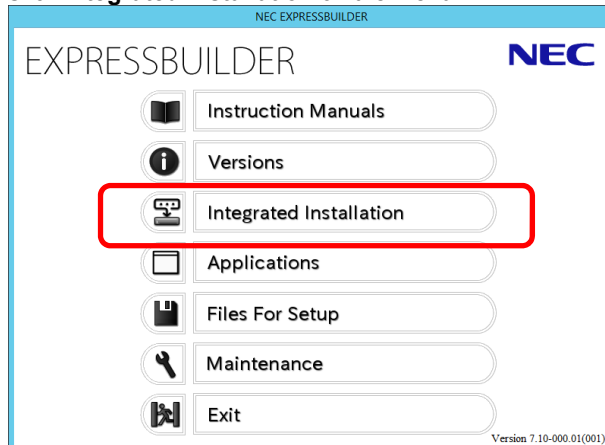 NEC EXPRESSBUILDER
EXPRESSBUILDER
NEC
Instruction Manuals
Versions
Integrated Installation
Applications
Files For Setup
Maintenance
Exit
Version 7.10-000.01(001)